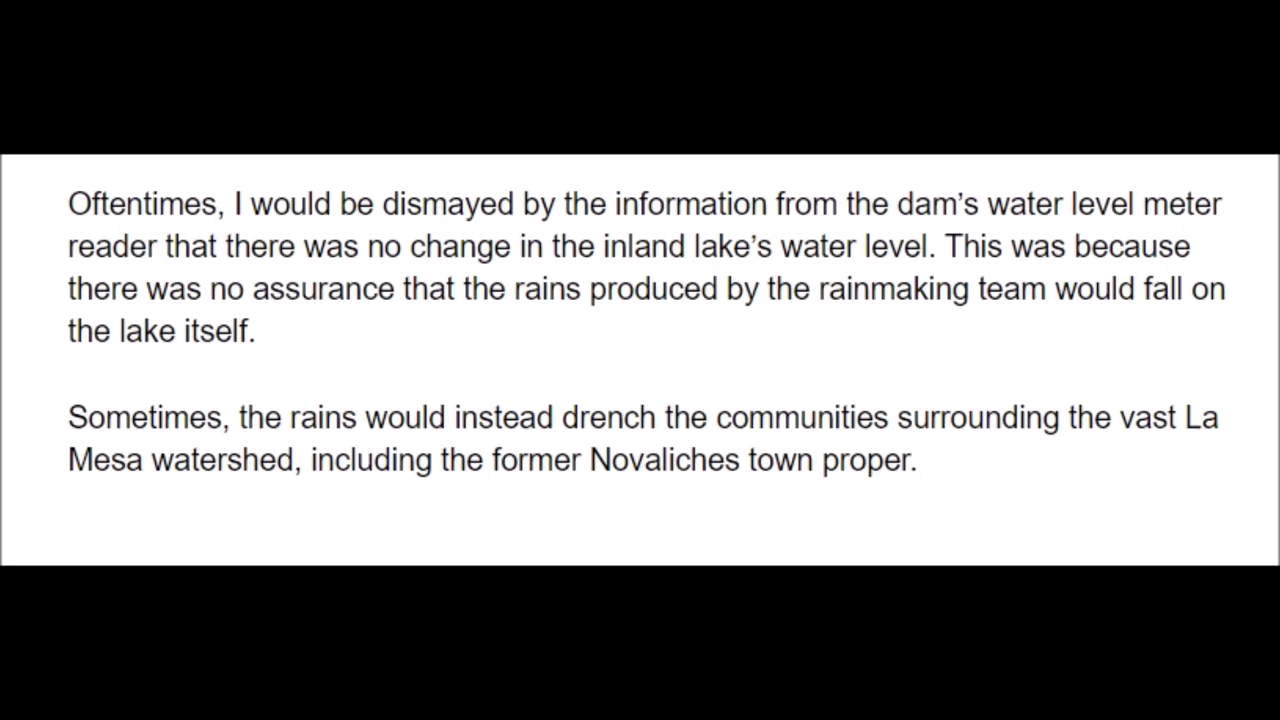 Oftentimes, I would be dismayed by the information from the dam’s water level meter
reader that there was no change in the inland lake’s water level. This was because
there was no assurance that the rains produced by the rainmaking team would fall on
the lake itself.
Sometimes, the rains would instead drench the communities surrounding the vast La
Mesa watershed, including the former Novaliches town proper.